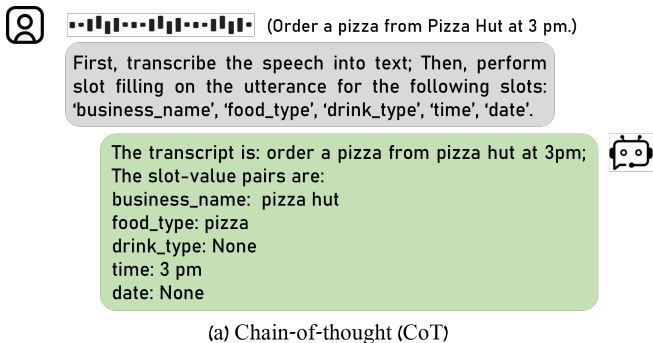 (Order a pizza from Pizza Hut at 3 pm.)
First, transcribe the speech into text; Then, perform
slot filling on the utterance for the following slots:
‘business_name’, ‘food_type’, ‘drink_type’, ‘time’, ‘date’.
The transcript is: order a pizza from pizza hut at 3pm;
The slot-value pairs are:
business_name: pizza hut
food_type: pizza
drink_type: None
time: 3 pm
date: None
(a) Chain-of-thought (CoT)